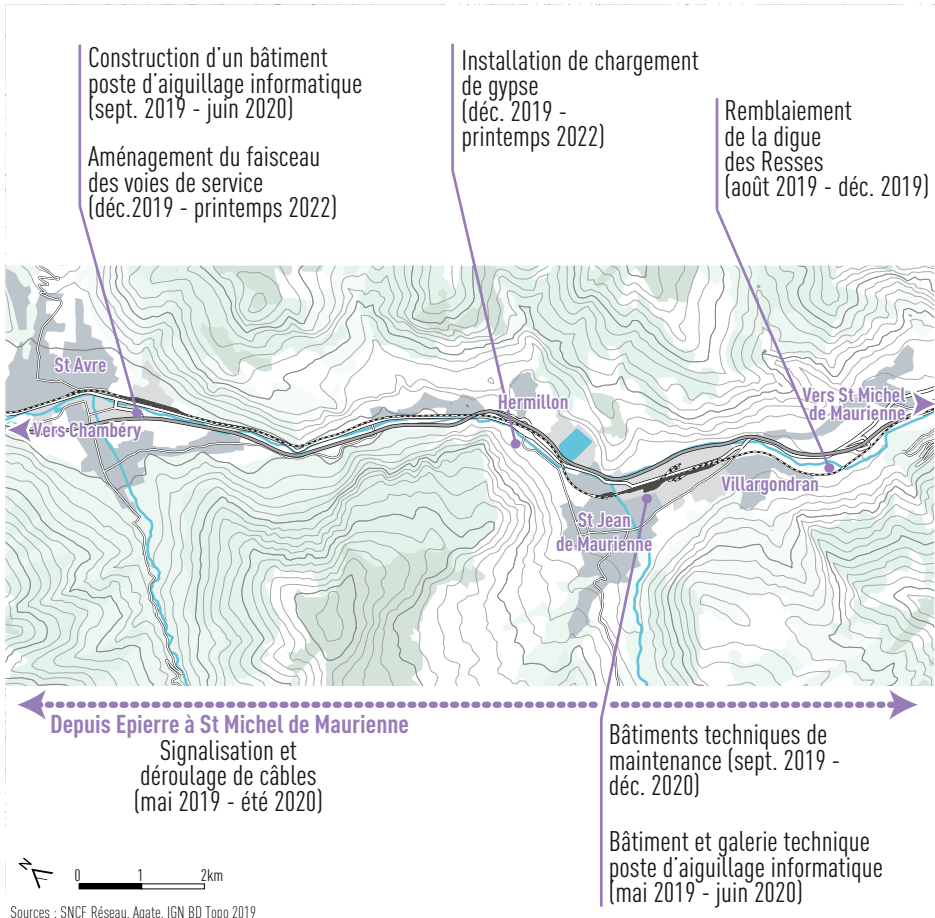 Construction d'un bâtiment
poste d'aiguillage informatique
(sept. 2019 - juin 2020)
Aménagement du faisceau
des voies de service
(déc.2019 - printemps 2022)
Installation de chargement
de gypse
(déc. 2019 -
printemps 2022)
Remblaiement
de la digue
des Resses
(août 2019 - déc. 2019)
St Avre
Vers Chambéry
Hermillon
Vers St Michel
de Maurienne
Villargondran
St Jean
de Maurienne
Depuis Epierre à St Michel de Maurienne
Signalisation et
déroulage de câbles
(mai 2019 - été 2020)
Bâtiments techniques de
maintenance (sept. 2019 -
déc. 2020)
Bâtiment et galerie technique
poste d'aiguillage informatique
(mai 2019 - juin 2020)
N
0 1 2km
Sources : SNCF Réseau, Agate, IGN BD Topo 2019